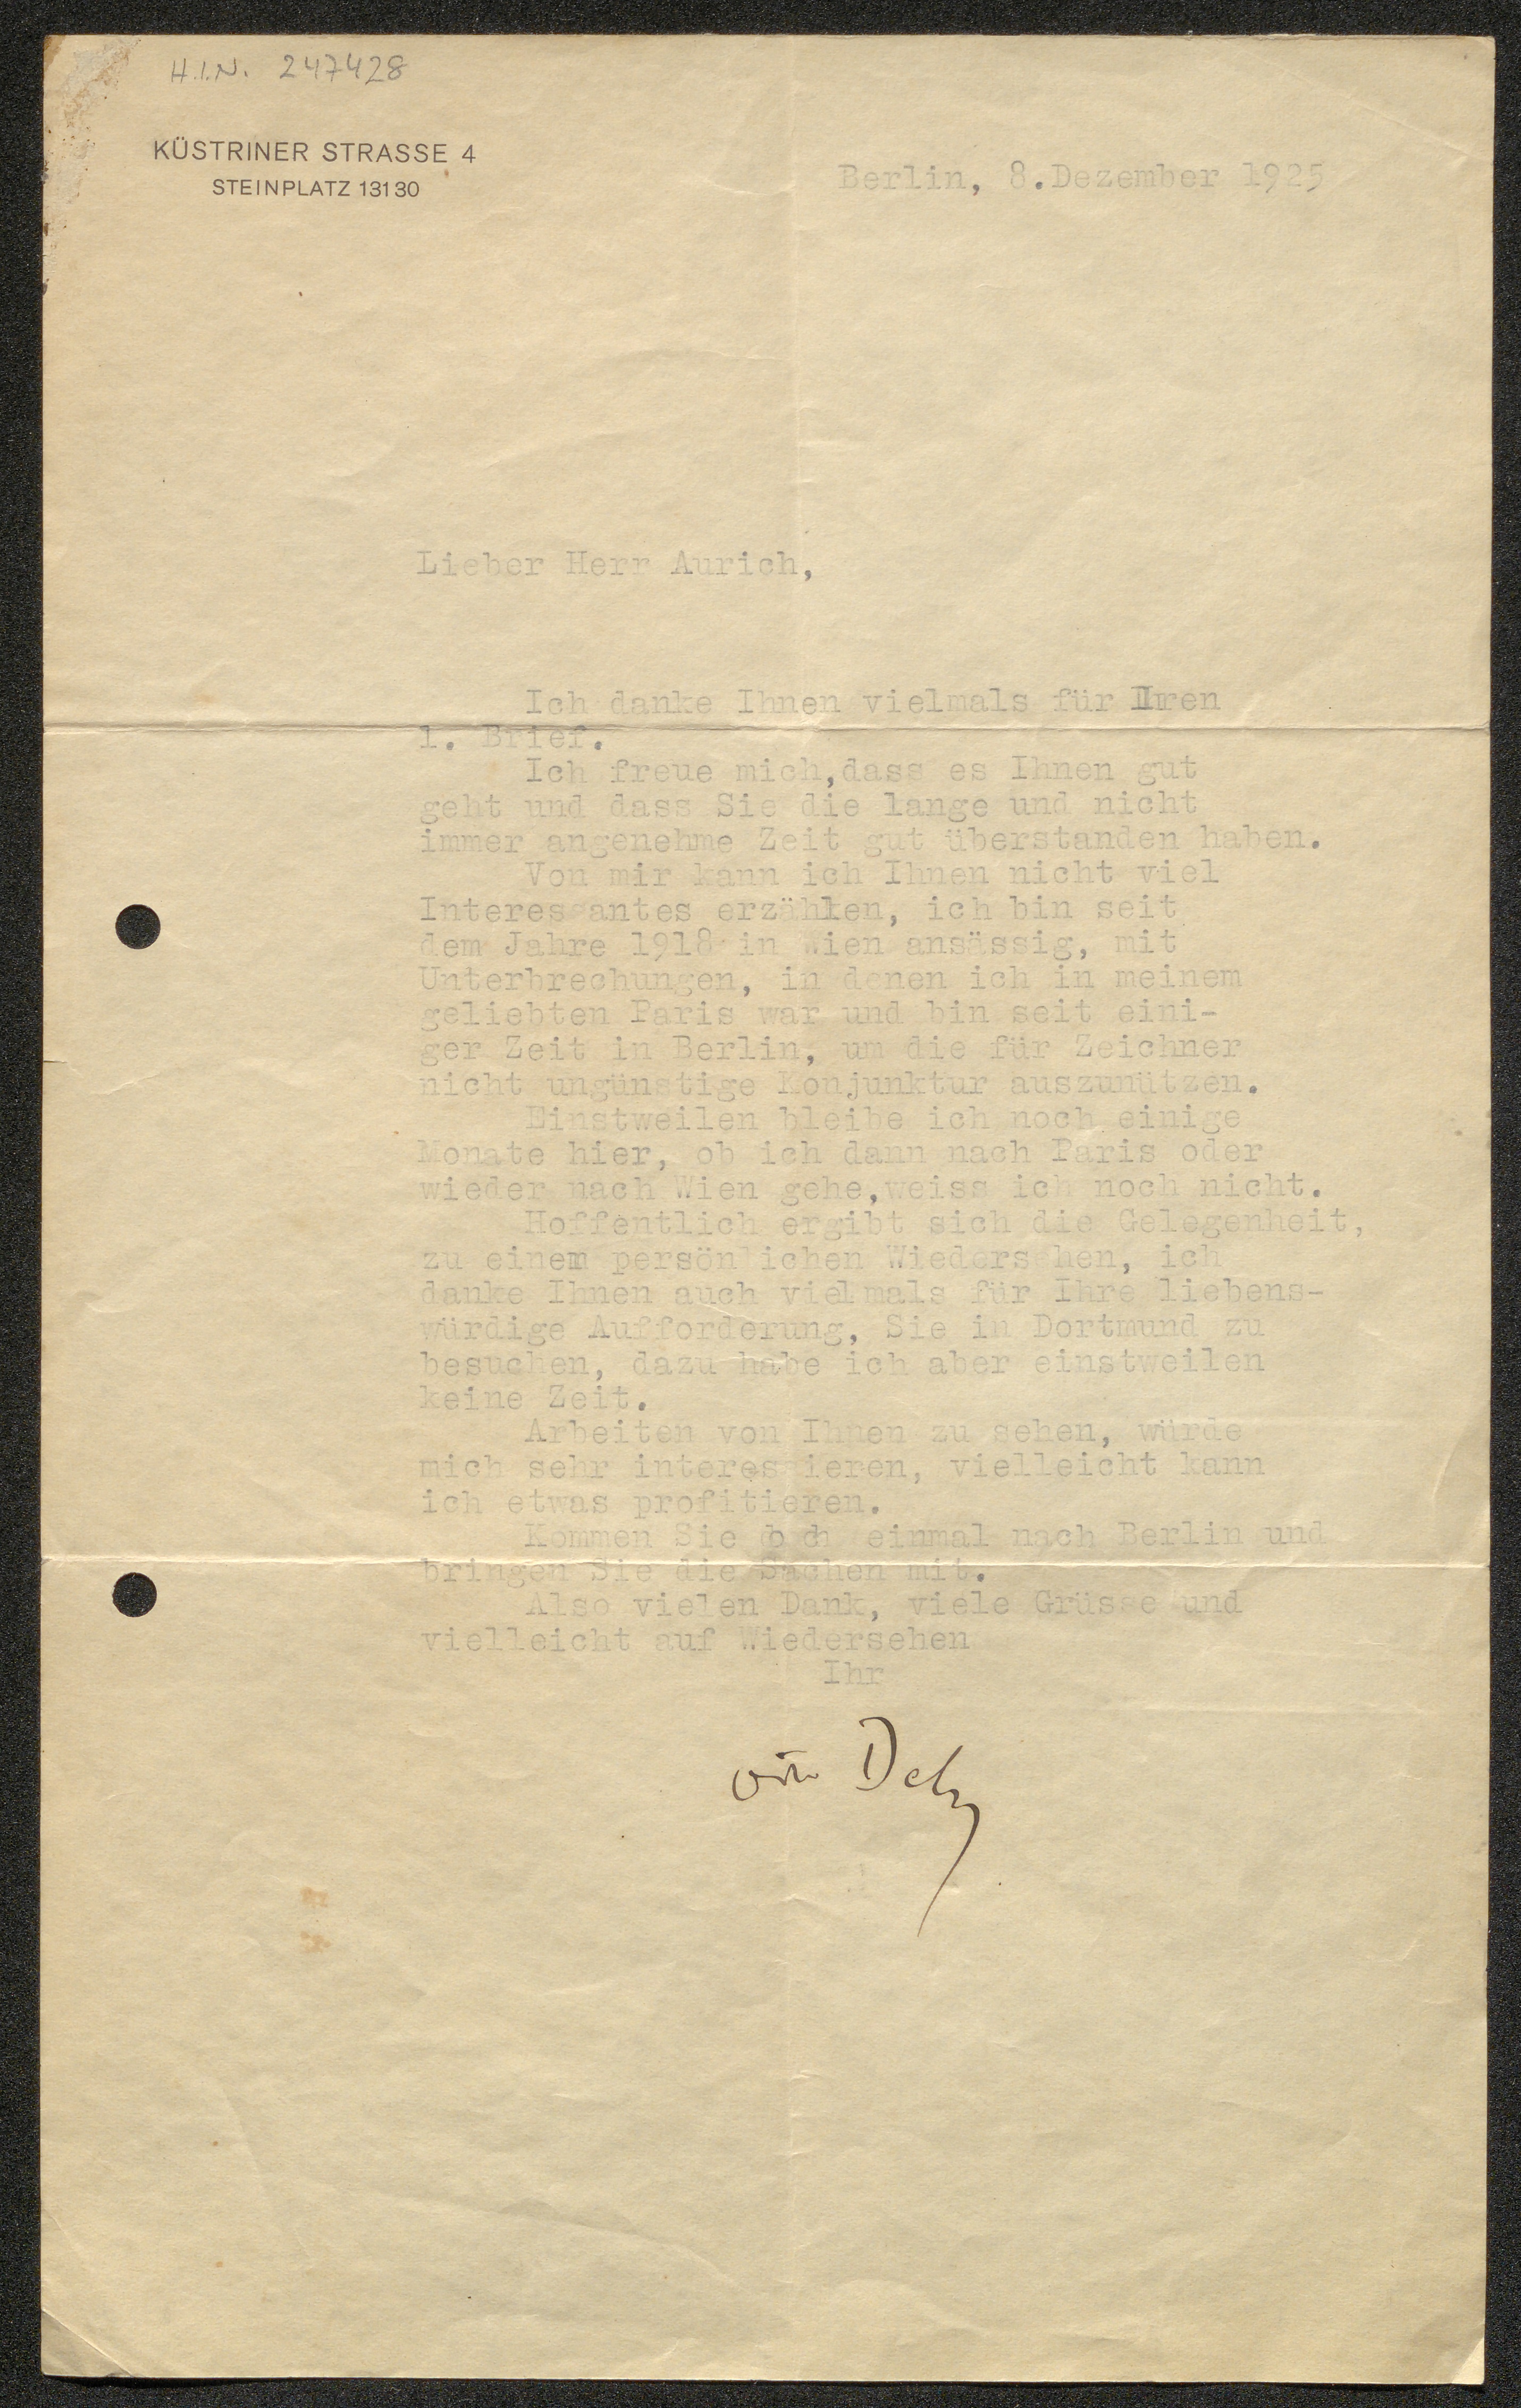 H.I.N. 247428
KÜSTRINER STRASSE 4
STEINPLATZ 13130
Berlin, 8.Dezember 1925
Lieber Herr Aurich,
Ich danke Ihnen vielmals für Ihren
l. Brief.
Ich freue mich,dass es Ihnen gut
geht und dass Sie die lange und nicht
immer angenehme Zeit gut überstanden haben.
Von mir kann ich Ihnen nicht viel
Interessantes erzählen, ich bin seit
dem Jahre 1918 in Wien ansässig, mit
Unterbrechungen, in denen ich in meinem
geliebten Paris war und bin seit eini-
ger Zeit in Berlin, um die für Zeichner
nicht ungünstige Konjunktur auszunützen.
Einstweilen bleibe ich noch einige
Monate hier, ob ich dann nach Paris oder
wieder nach Wien gehe,weiss ich noch nicht.
Hoffentlich ergibt sich die Gelegenheit,
zu einem persönlichen Wiedersehen, ich
danke Ihnen auch vielmals für Ihre liebens-
würdige Aufforderung, Sie in Dortmund zu
besuchen, dazu habe ich aber einstweilen
keine Zeit.
Arbeiten von Ihnen zu sehen, würde
mich sehr interessieren, vielleicht kann
ich etwas profitieren.
Kommen Sie doch einmal nach Berlin und
bringen Sie die Sachen mit.
Also vielen Dank, viele Grüsse und
vielleicht auf Wiedersehen
Ihr